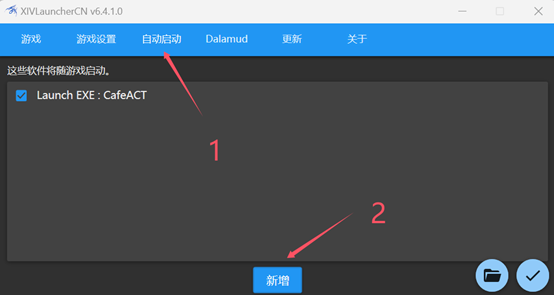 XIVLauncherCN v6.4.1.0
游戏 游戏设置 自动启动 Dalamud 更新 关于
这些软件将随游戏启动。
Launch EXE : CafeACT
1
2
新增